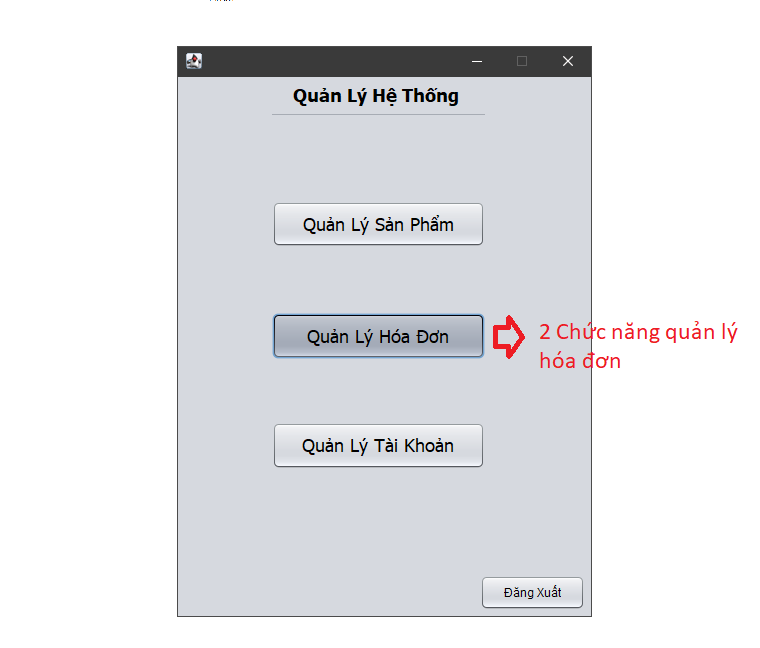 Quản Lý Hệ Thống
Quản Lý Sản Phẩm
Quản Lý Hóa Đơn
2 Chức năng quản lý
hóa đơn
Quản Lý Tài Khoản
Đăng Xuất